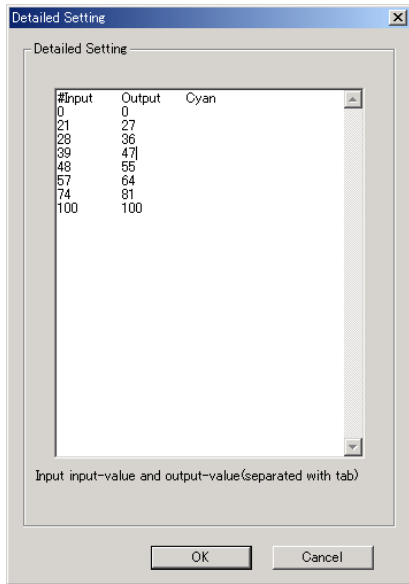 Detailed Setting
Detailed Setting
#Input	Output	Cyan
0	0
21	27
28	36
39	47
48	55
57	64
74	81
100	100
Input input-value and output-value(separated with tab)
OK	Cancel